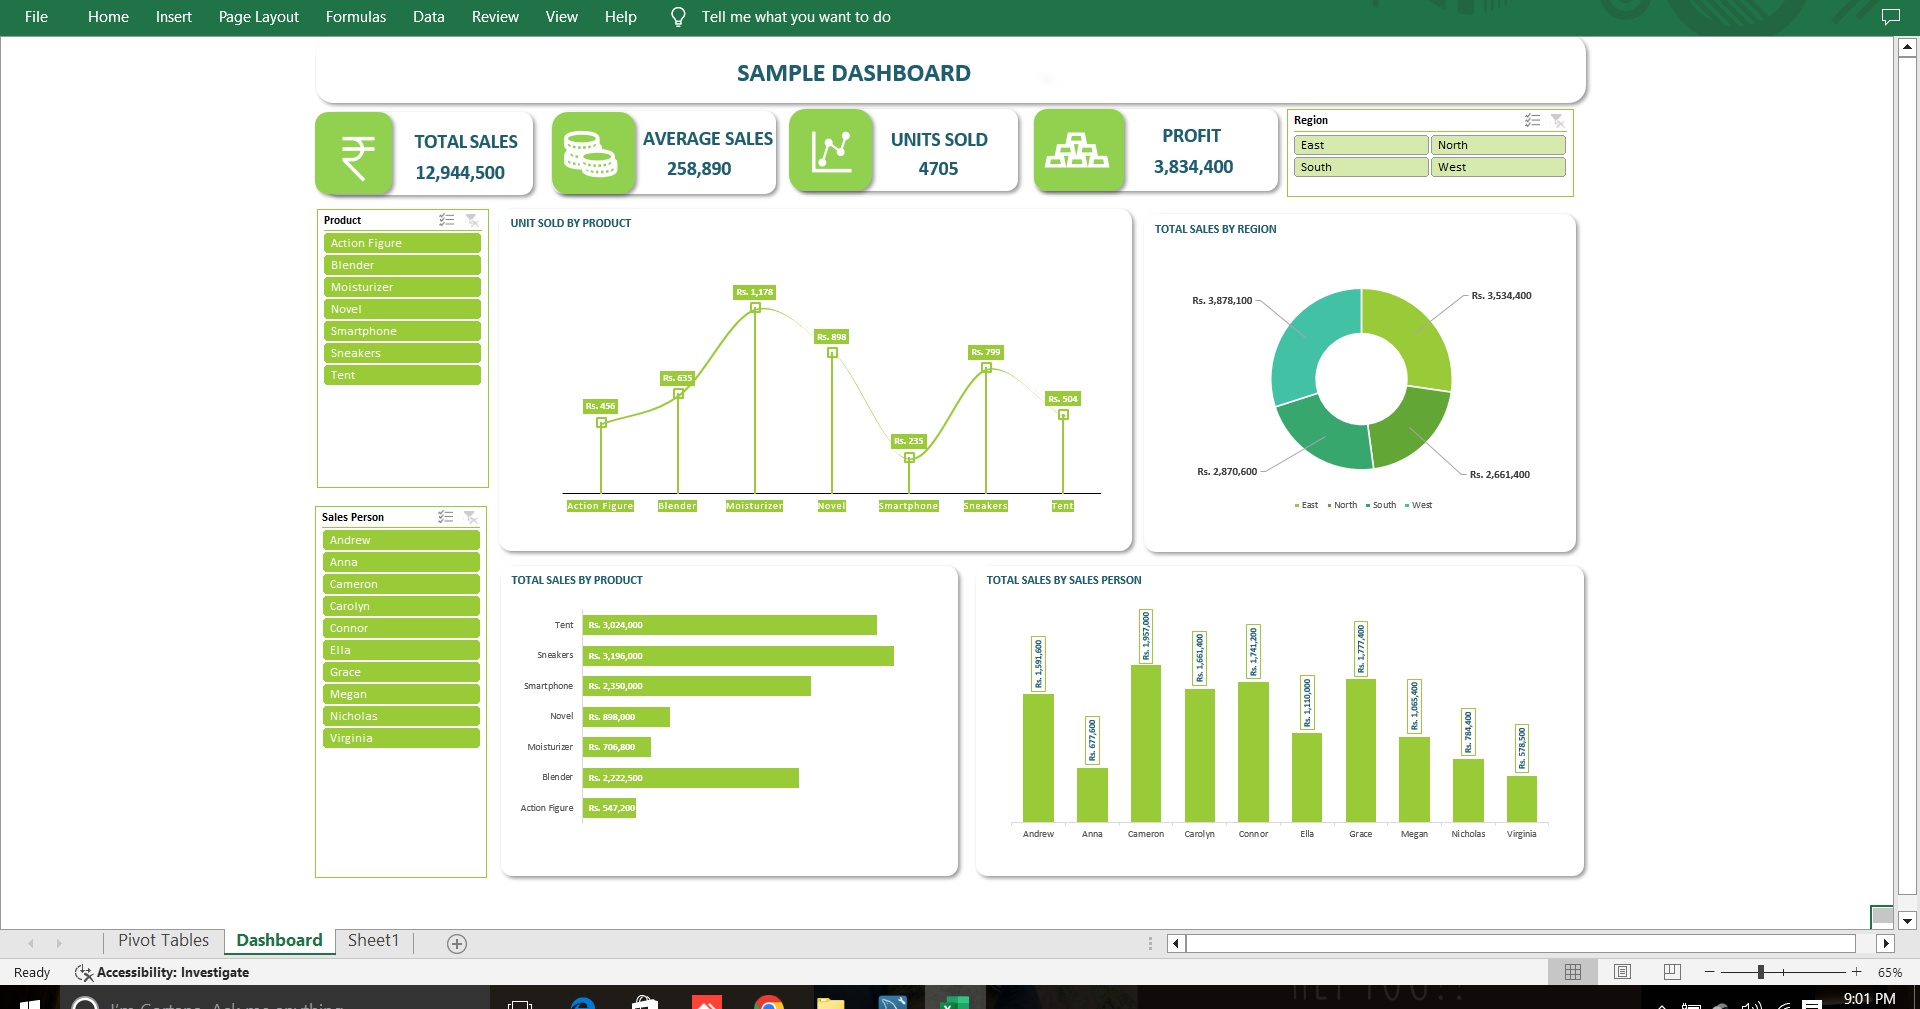 File Home Insert Page Layout Formulas Data Review View Help Tell me what you want to do
SAMPLE DASHBOARD
TOTAL SALES
12,944,500
AVERAGE SALES
258,890
UNITS SOLD
4705
PROFIT
3,834,400
Region
East North
South West
Product
Action Figure
Blender
Moisturizer
Novel
Smartphone
Sneakers
Tent
UNIT SOLD BY PRODUCT
Rs. 1,178
Rs. 898
Rs. 799
Rs. 635
Rs. 504
Rs. 456
Rs. 235
Action Figure Blender Moisturizer Novel Smartphone Sneakers Tent
TOTAL SALES BY REGION
Rs. 3,878,100 Rs. 3,534,400
Rs. 2,870,600 Rs. 2,661,400
East North South West
Sales Person
Andrew
Anna
Cameron
Carolyn
Connor
Ella
Grace
Megan
Nicholas
Virginia
TOTAL SALES BY PRODUCT
Tent Rs. 3,024,000
Sneakers Rs. 3,196,000
Smartphone Rs. 2,350,000
Novel Rs. 898,000
Moisturizer Rs. 706,800
Blender Rs. 2,222,500
Action Figure Rs. 547,200
TOTAL SALES BY SALES PERSON
Rs. 1,591,600
Rs. 677,600
Rs. 1,957,000
Rs. 1,661,400
Rs. 1,741,200
Rs. 1,110,000
Rs. 1,777,400
Rs. 1,065,400
Rs. 784,400
Rs. 578,500
Andrew Anna Cameron Carolyn Connor Ella Grace Megan Nicholas Virginia
Pivot Tables Dashboard Sheet1
Ready Accessibility: Investigate 65%
9:01 PM